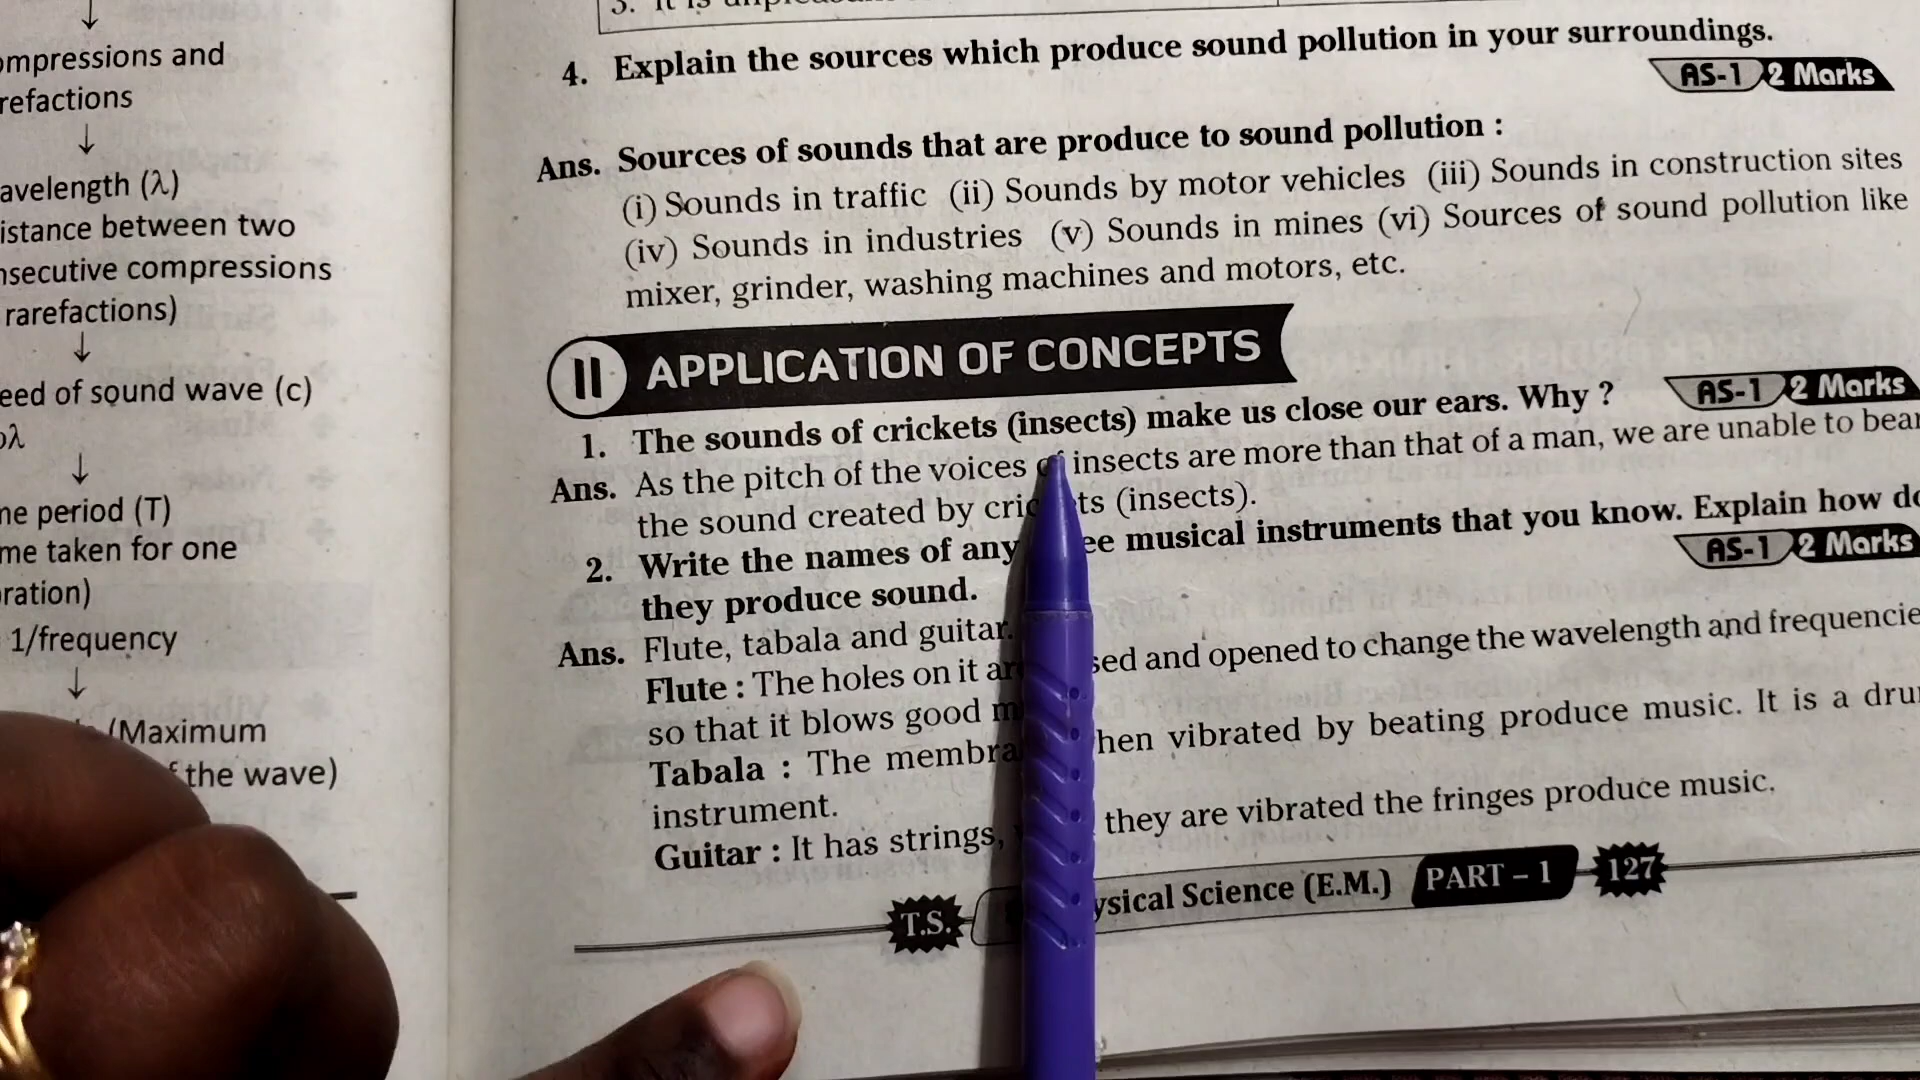 ompressions and
refactions
↓
avelength (λ)
istance between two
nsecutive compressions
rarefactions)
↓
eed of sound wave (c)
λ
↓
ne period (T)
me taken for one
ration)
1/frequency
↓
(Maximum
the wave)
3. It is
4. Explain the sources which produce sound pollution in your surroundings.
AS-1 2 Marks
Ans. Sources of sounds that are produce to sound pollution :
(i) Sounds in traffic (ii) Sounds by motor vehicles (iii) Sounds in construction sites
(iv) Sounds in industries (v) Sounds in mines (vi) Sources of sound pollution like
mixer, grinder, washing machines and motors, etc.
II APPLICATION OF CONCEPTS
1. The sounds of crickets (insects) make us close our ears. Why ? AS-1 2 Marks
Ans. As the pitch of the voices of insects are more than that of a man, we are unable to bear
the sound created by cric ts (insects).
2. Write the names of any ee musical instruments that you know. Explain how do
they produce sound. AS-1 2 Marks
Ans. Flute, tabala and guitar.
Flute : The holes on it ar sed and opened to change the wavelength and frequencie
so that it blows good m
Tabala : The membra hen vibrated by beating produce music. It is a dru
instrument.
Guitar : It has strings, they are vibrated the fringes produce music.
T.S. ysical Science (E.M.) PART – 1 127